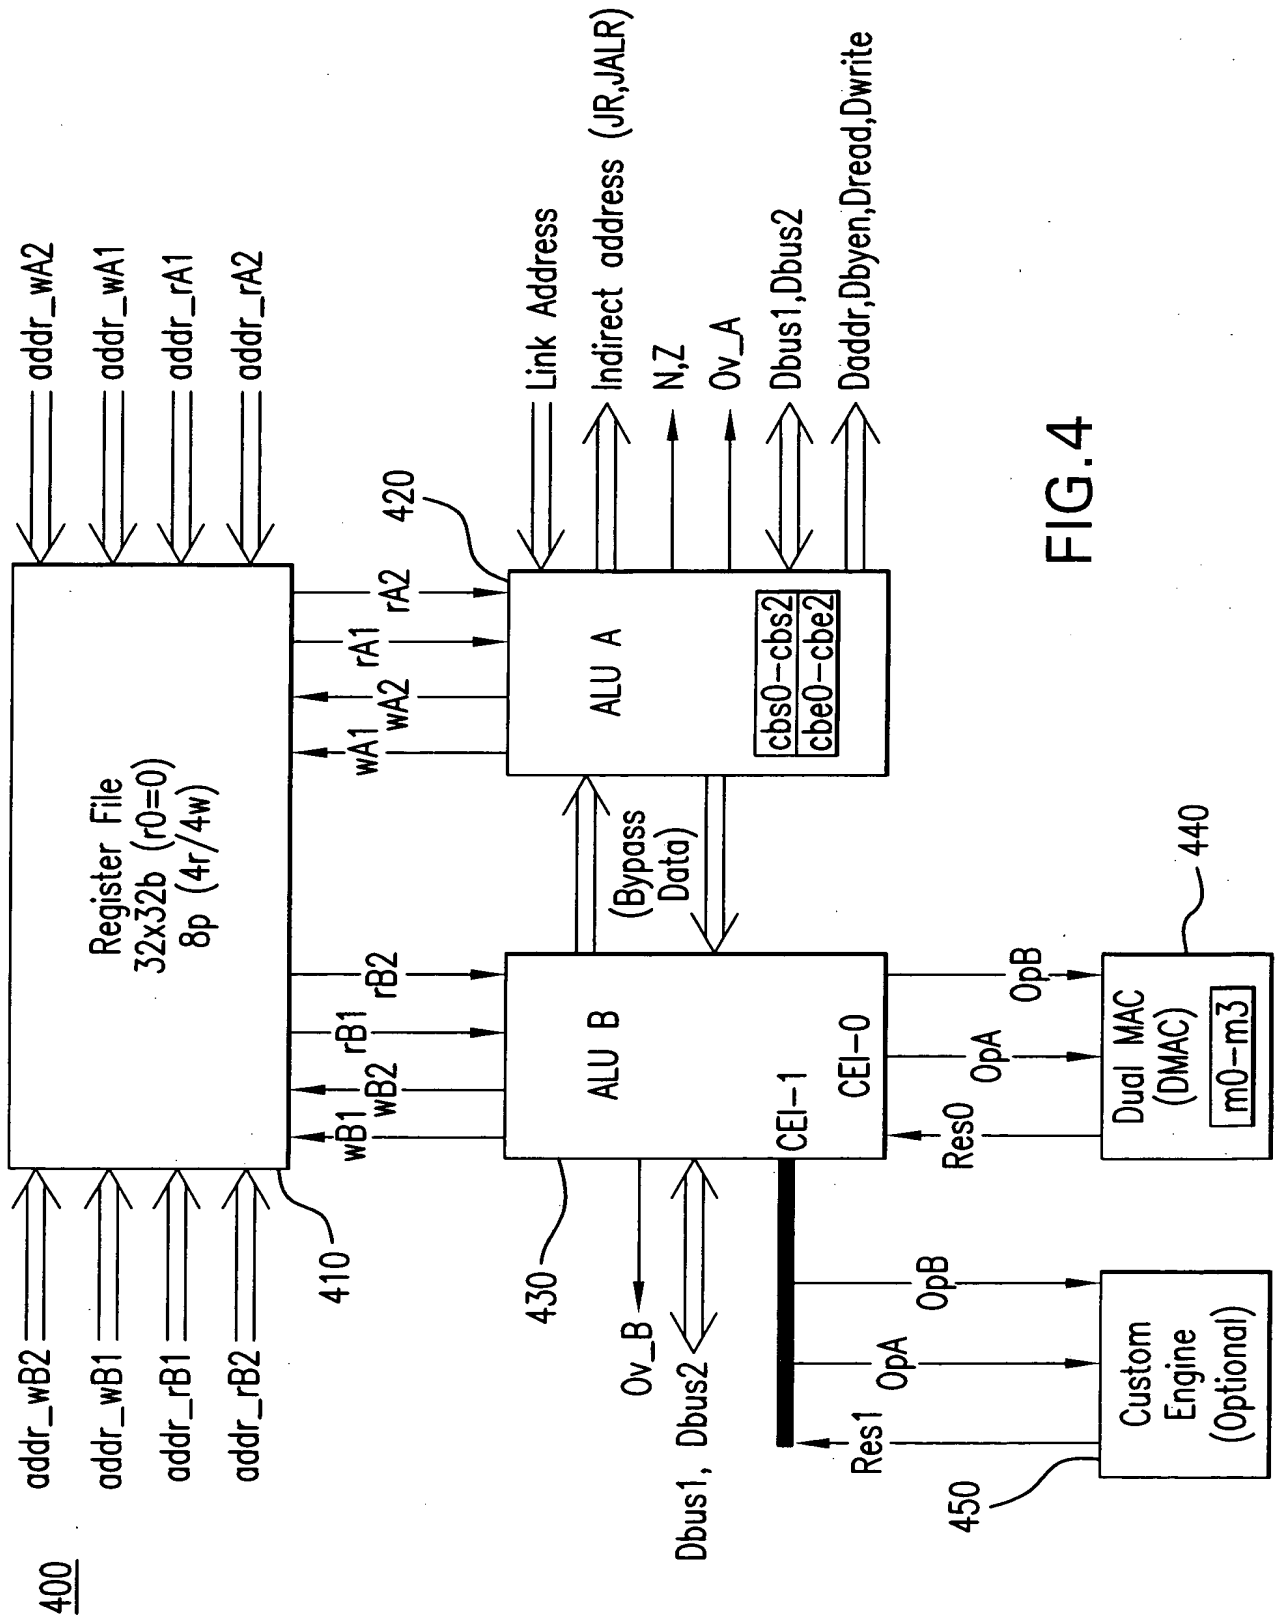 400
addr_wB2
addr_wB1
addr_rB1
addr_rB2
410
Register File
32x32b (r0=0)
8p (4r/4w)
addr_wA2
addr_wA1
addr_rA1
addr_rA2
wB1
wB2
rB1
rB2
wA1
wA2
rA1
rA2
420
430
Ov_B
Dbus1, Dbus2
ALU B
CEI-1
CEI-0
(Bypass
Data)
ALU A
cbs0-cbs2
cbe0-cbe2
Link Address
Indirect address (JR,JALR)
N,Z
Ov_A
Dbus1,Dbus2
Daddr,Dbyen,Dread,Dwrite
Res1
OpA
OpB
Res0
OpA
OpB
450
Custom
Engine
(Optional)
440
Dual MAC
(DMAC)
m0-m3
FIG.4